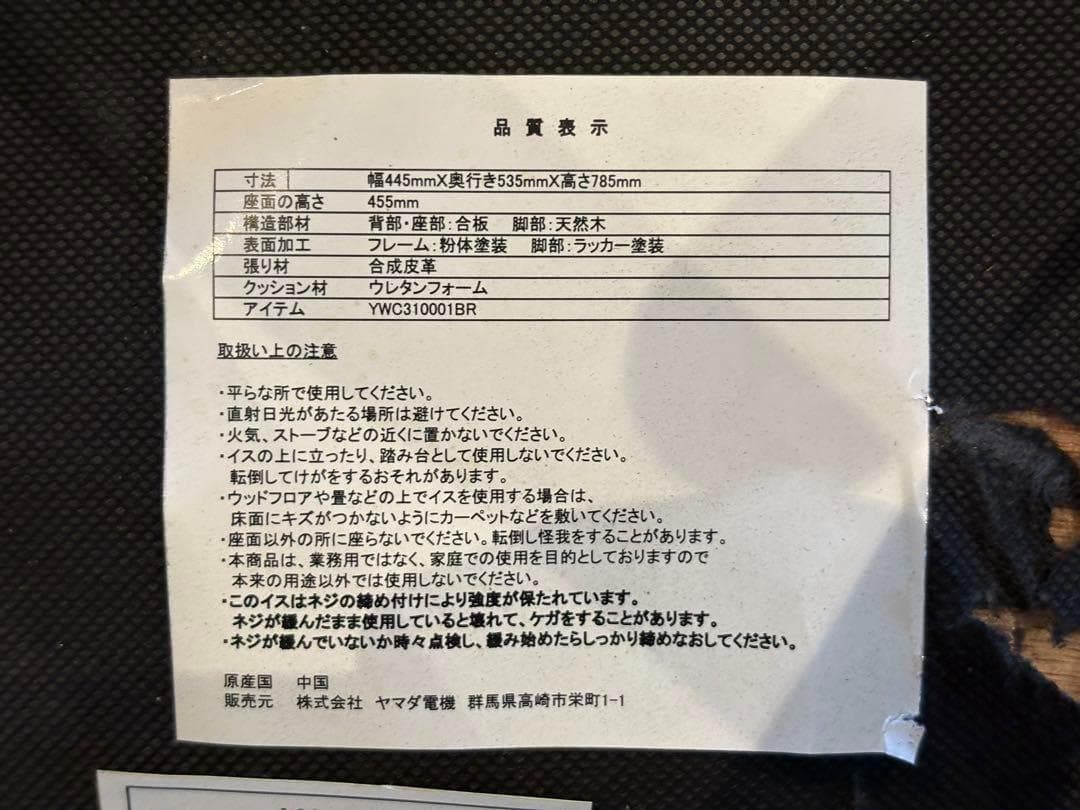 品質表示
寸法 幅445mmX奥行き535mmX高さ785mm
座面の高さ 455mm
構造部材 背部・座部:合板 脚部:天然木
表面加工 フレーム:粉体塗装 脚部:ラッカー塗装
張り材 合成皮革
クッション材 ウレタンフォーム
アイテム YWC310001BR
取扱い上の注意
・平らな所で使用してください。
・直射日光があたる場所は避けてください。
・火気、ストーブなどの近くに置かないでください。
・イスの上に立ったり、踏み台として使用しないでください。
転倒してけがをするおそれがあります。
・ウッドフロアや畳などの上でイスを使用する場合は、
床面にキズがつかないようにカーペットなどを敷いてください。
・座面以外の所に座らないでください。転倒し怪我をすることがあります。
・本商品は、業務用ではなく、家庭での使用を目的としておりますので
本来の用途以外では使用しないでください。
・このイスはネジの締め付けにより強度が保たれています。
ネジが緩んだまま使用していると壊れて、ケガをすることがあります。
・ネジが緩んでいないか時々点検し、緩み始めたらしっかり締めなおしてください。
原産国 中国
販売元 株式会社 ヤマダ電機 群馬県高崎市栄町1-1